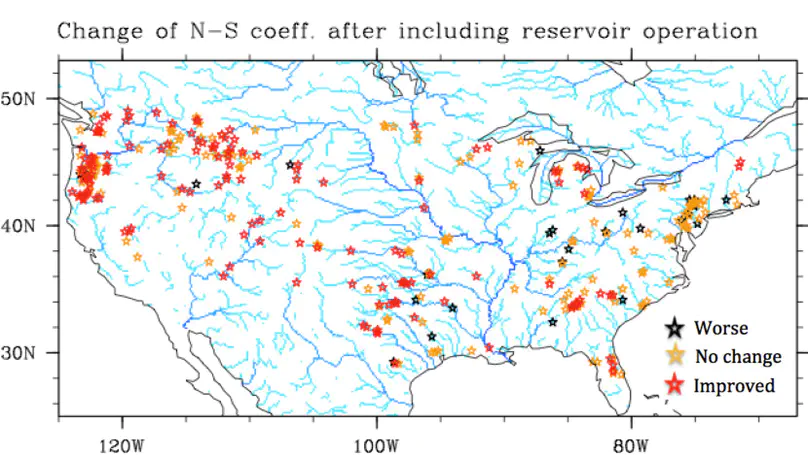 Change of N-S coeff. after including reservoir operation
50N
40N
30N
Worse
No change
Improved
120W
100W
80W